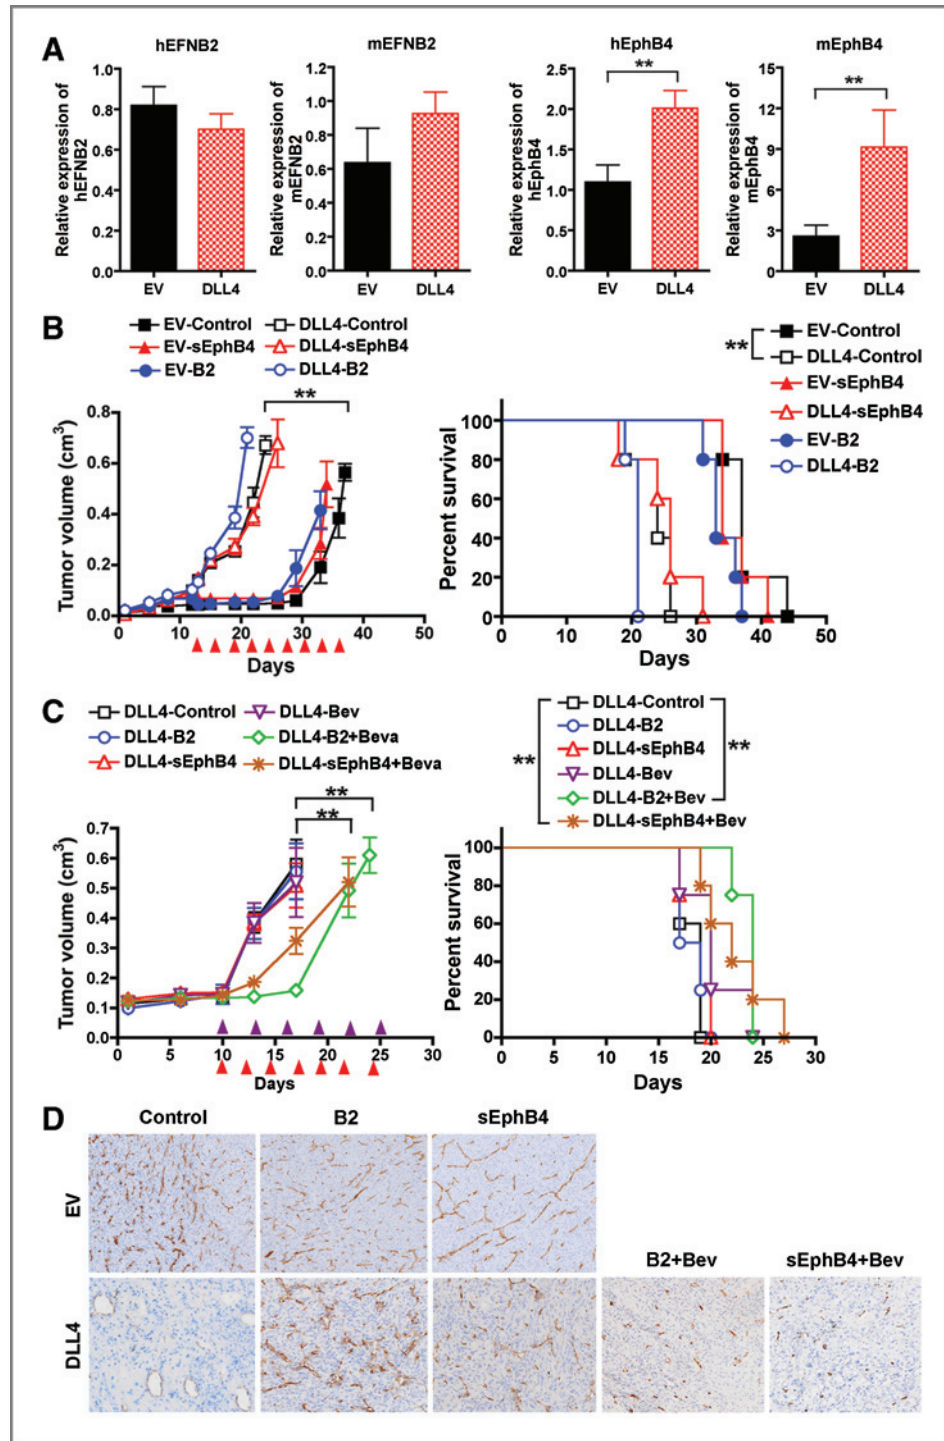 A
hEFNB2
mEFNB2
hEphB4
mEphB4
Relative expression of
hEFNB2
1.0
0.8
0.6
0.4
0.2
0.0
EV
DLL4
Relative expression of
mEFNB2
1.2
1.0
0.8
0.6
0.4
0.2
0.0
EV
DLL4
Relative expression of
hEphB4
2.5
2.0
1.5
1.0
0.5
0.0
**
EV
DLL4
Relative expression of
mEphB4
15
12
9
6
3
0
**
EV
DLL4
B
EV-Control
DLL4-Control
EV-sEphB4
DLL4-sEphB4
EV-B2
DLL4-B2
**
Tumor volume (cm3)
0.8
0.6
0.4
0.2
0.0
0
10
20
30
40
50
Days
**
EV-Control
DLL4-Control
EV-sEphB4
DLL4-sEphB4
EV-B2
DLL4-B2
Percent survival
100
80
60
40
20
0
0
10
20
30
40
50
Days
C
DLL4-Control
DLL4-Bev
DLL4-B2
DLL4-B2+Beva
DLL4-sEphB4
DLL4-sEphB4+Beva
**
**
Tumor volume (cm3)
0.7
0.6
0.5
0.4
0.3
0.2
0.1
0.0
0
5
10
15
20
25
30
Days
DLL4-Control
DLL4-B2
DLL4-sEphB4
DLL4-Bev
DLL4-B2+Bev
DLL4-sEphB4+Bev
**
**
Percent survival
100
80
60
40
20
0
0
5
10
15
20
25
30
Days
D
Control
B2
sEphB4
EV
B2+Bev
sEphB4+Bev
DLL4